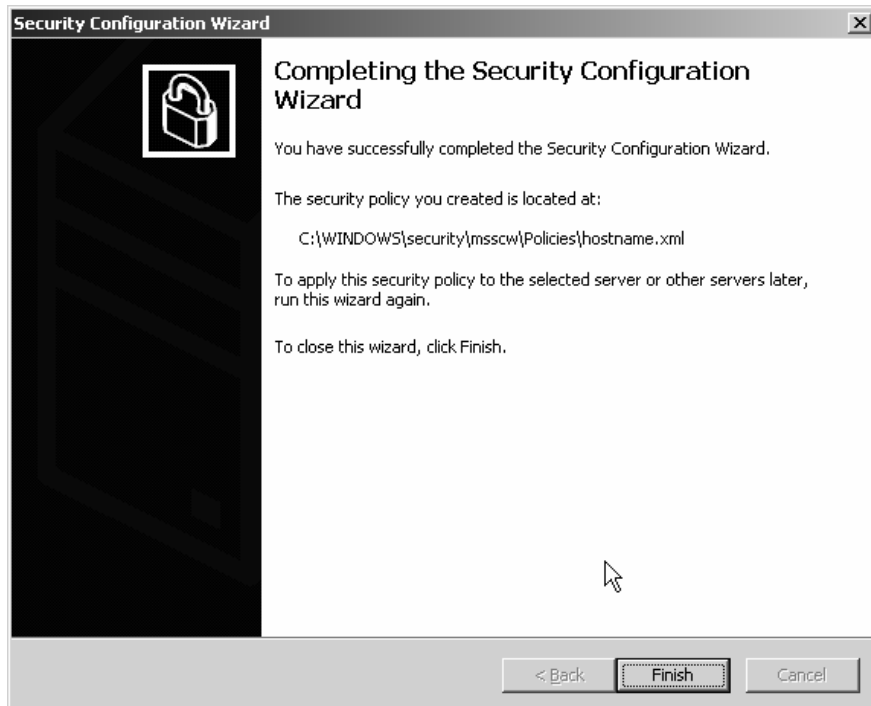 Security Configuration Wizard
Completing the Security Configuration
Wizard
You have successfully completed the Security Configuration Wizard.
The security policy you created is located at:
C:\WINDOWS\security\msscw\Policies\hostname.xml
To apply this security policy to the selected server or other servers later,
run this wizard again.
To close this wizard, click Finish.
< Back Finish Cancel